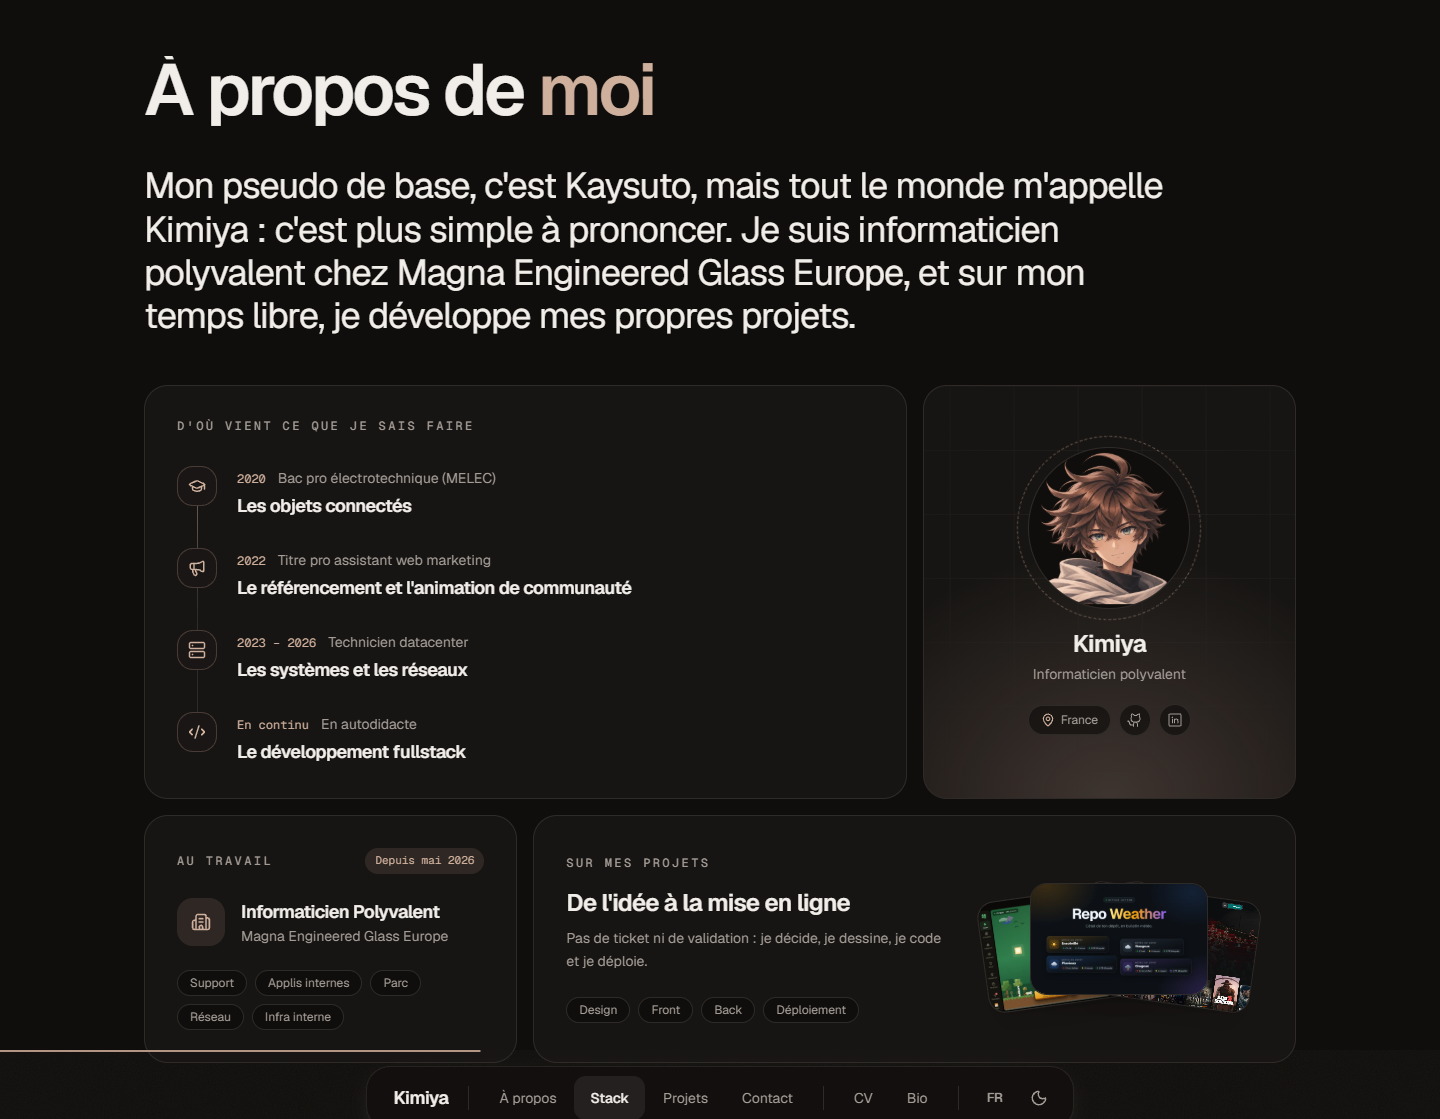 À propos de moi
Mon pseudo de base, c'est Kaysuto, mais tout le monde m'appelle
Kimiya : c'est plus simple à prononcer. Je suis informaticien
polyvalent chez Magna Engineered Glass Europe, et sur mon
temps libre, je développe mes propres projets.
D'OÙ VIENT CE QUE JE SAIS FAIRE
2020 Bac pro électrotechnique (MELEC)
Les objets connectés
2022 Titre pro assistant web marketing
Le référencement et l'animation de communauté
2023 – 2026 Technicien datacenter
Les systèmes et les réseaux
En continu En autodidacte
Le développement fullstack
Kimiya
Informaticien polyvalent
France
AU TRAVAIL
Depuis mai 2026
Informaticien Polyvalent
Magna Engineered Glass Europe
Support
Applis internes
Parc
Réseau
Infra interne
SUR MES PROJETS
De l'idée à la mise en ligne
Pas de ticket ni de validation : je décide, je dessine, je code
et je déploie.
Design
Front
Back
Déploiement
Repo Weather
Kimiya
À propos
Stack
Projets
Contact
CV
Bio
FR